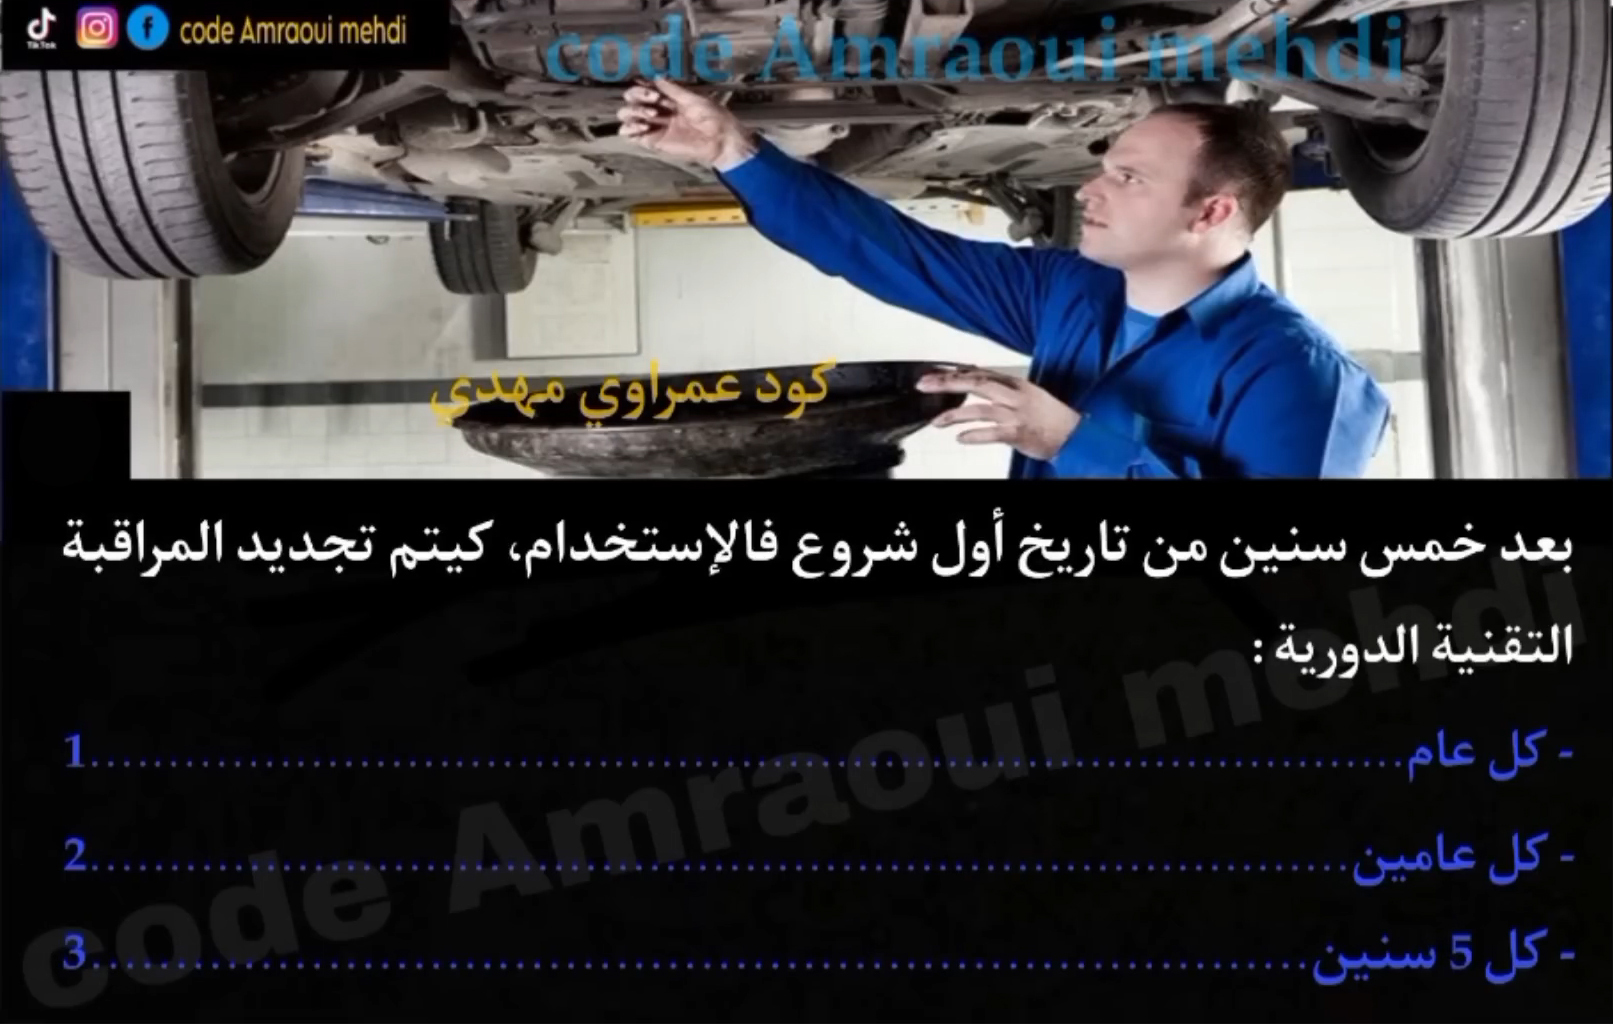 TikTok
code Amraoui mehdi
code Amraoui mehdi
كود عمراوي مهدي
بعد خمس سنين من تاريخ أول شروع فالإستخدام، كيتم تجديد المراقبة
التقنية الدورية :
- كل عام................................................1
- كل عامين................................................2
- كل 5 سنين................................................3
code Amraoui mehdi